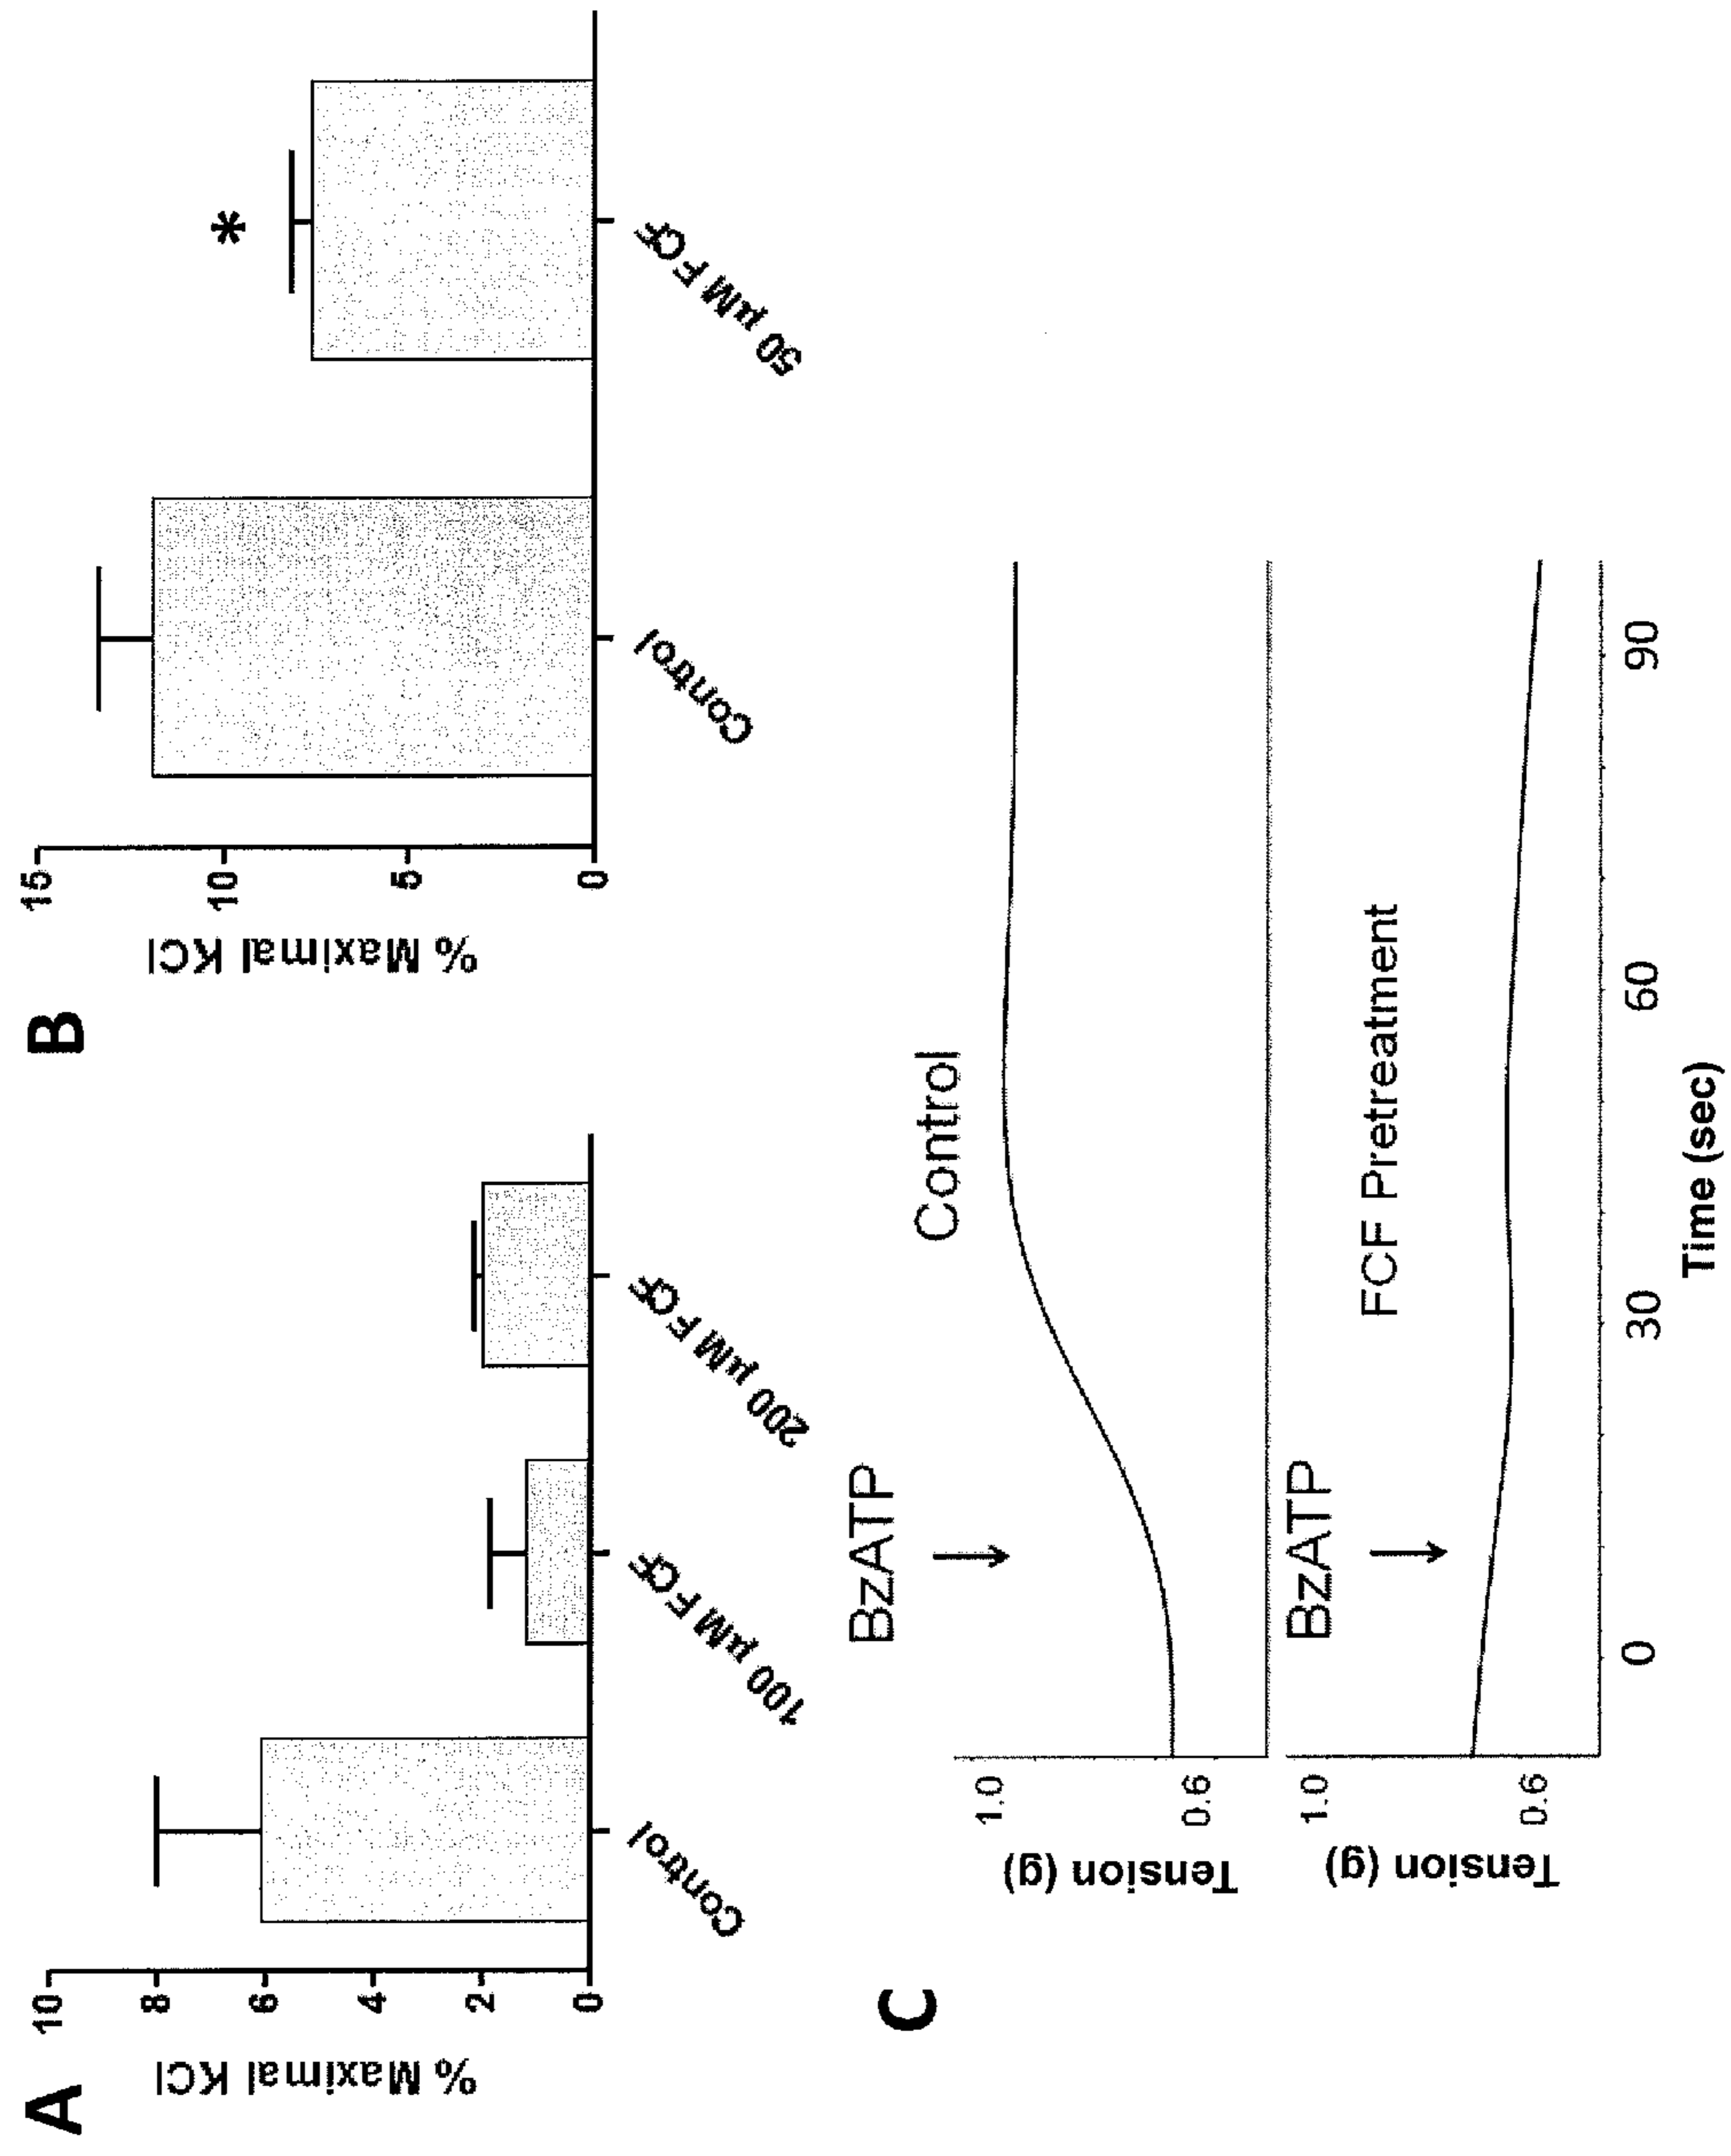 A
% Maximal KCl
10
8
6
4
2
0
Control
100 µM FCF
200 µM FCF
B
% Maximal KCl
15
10
5
0
Control
50 µM FCF
*
C
BzATP
Control
Tension (g)
1.0
0.6
BzATP
FCF Pretreatment
Tension (g)
1.0
0.6
0
30
60
90
Time (sec)